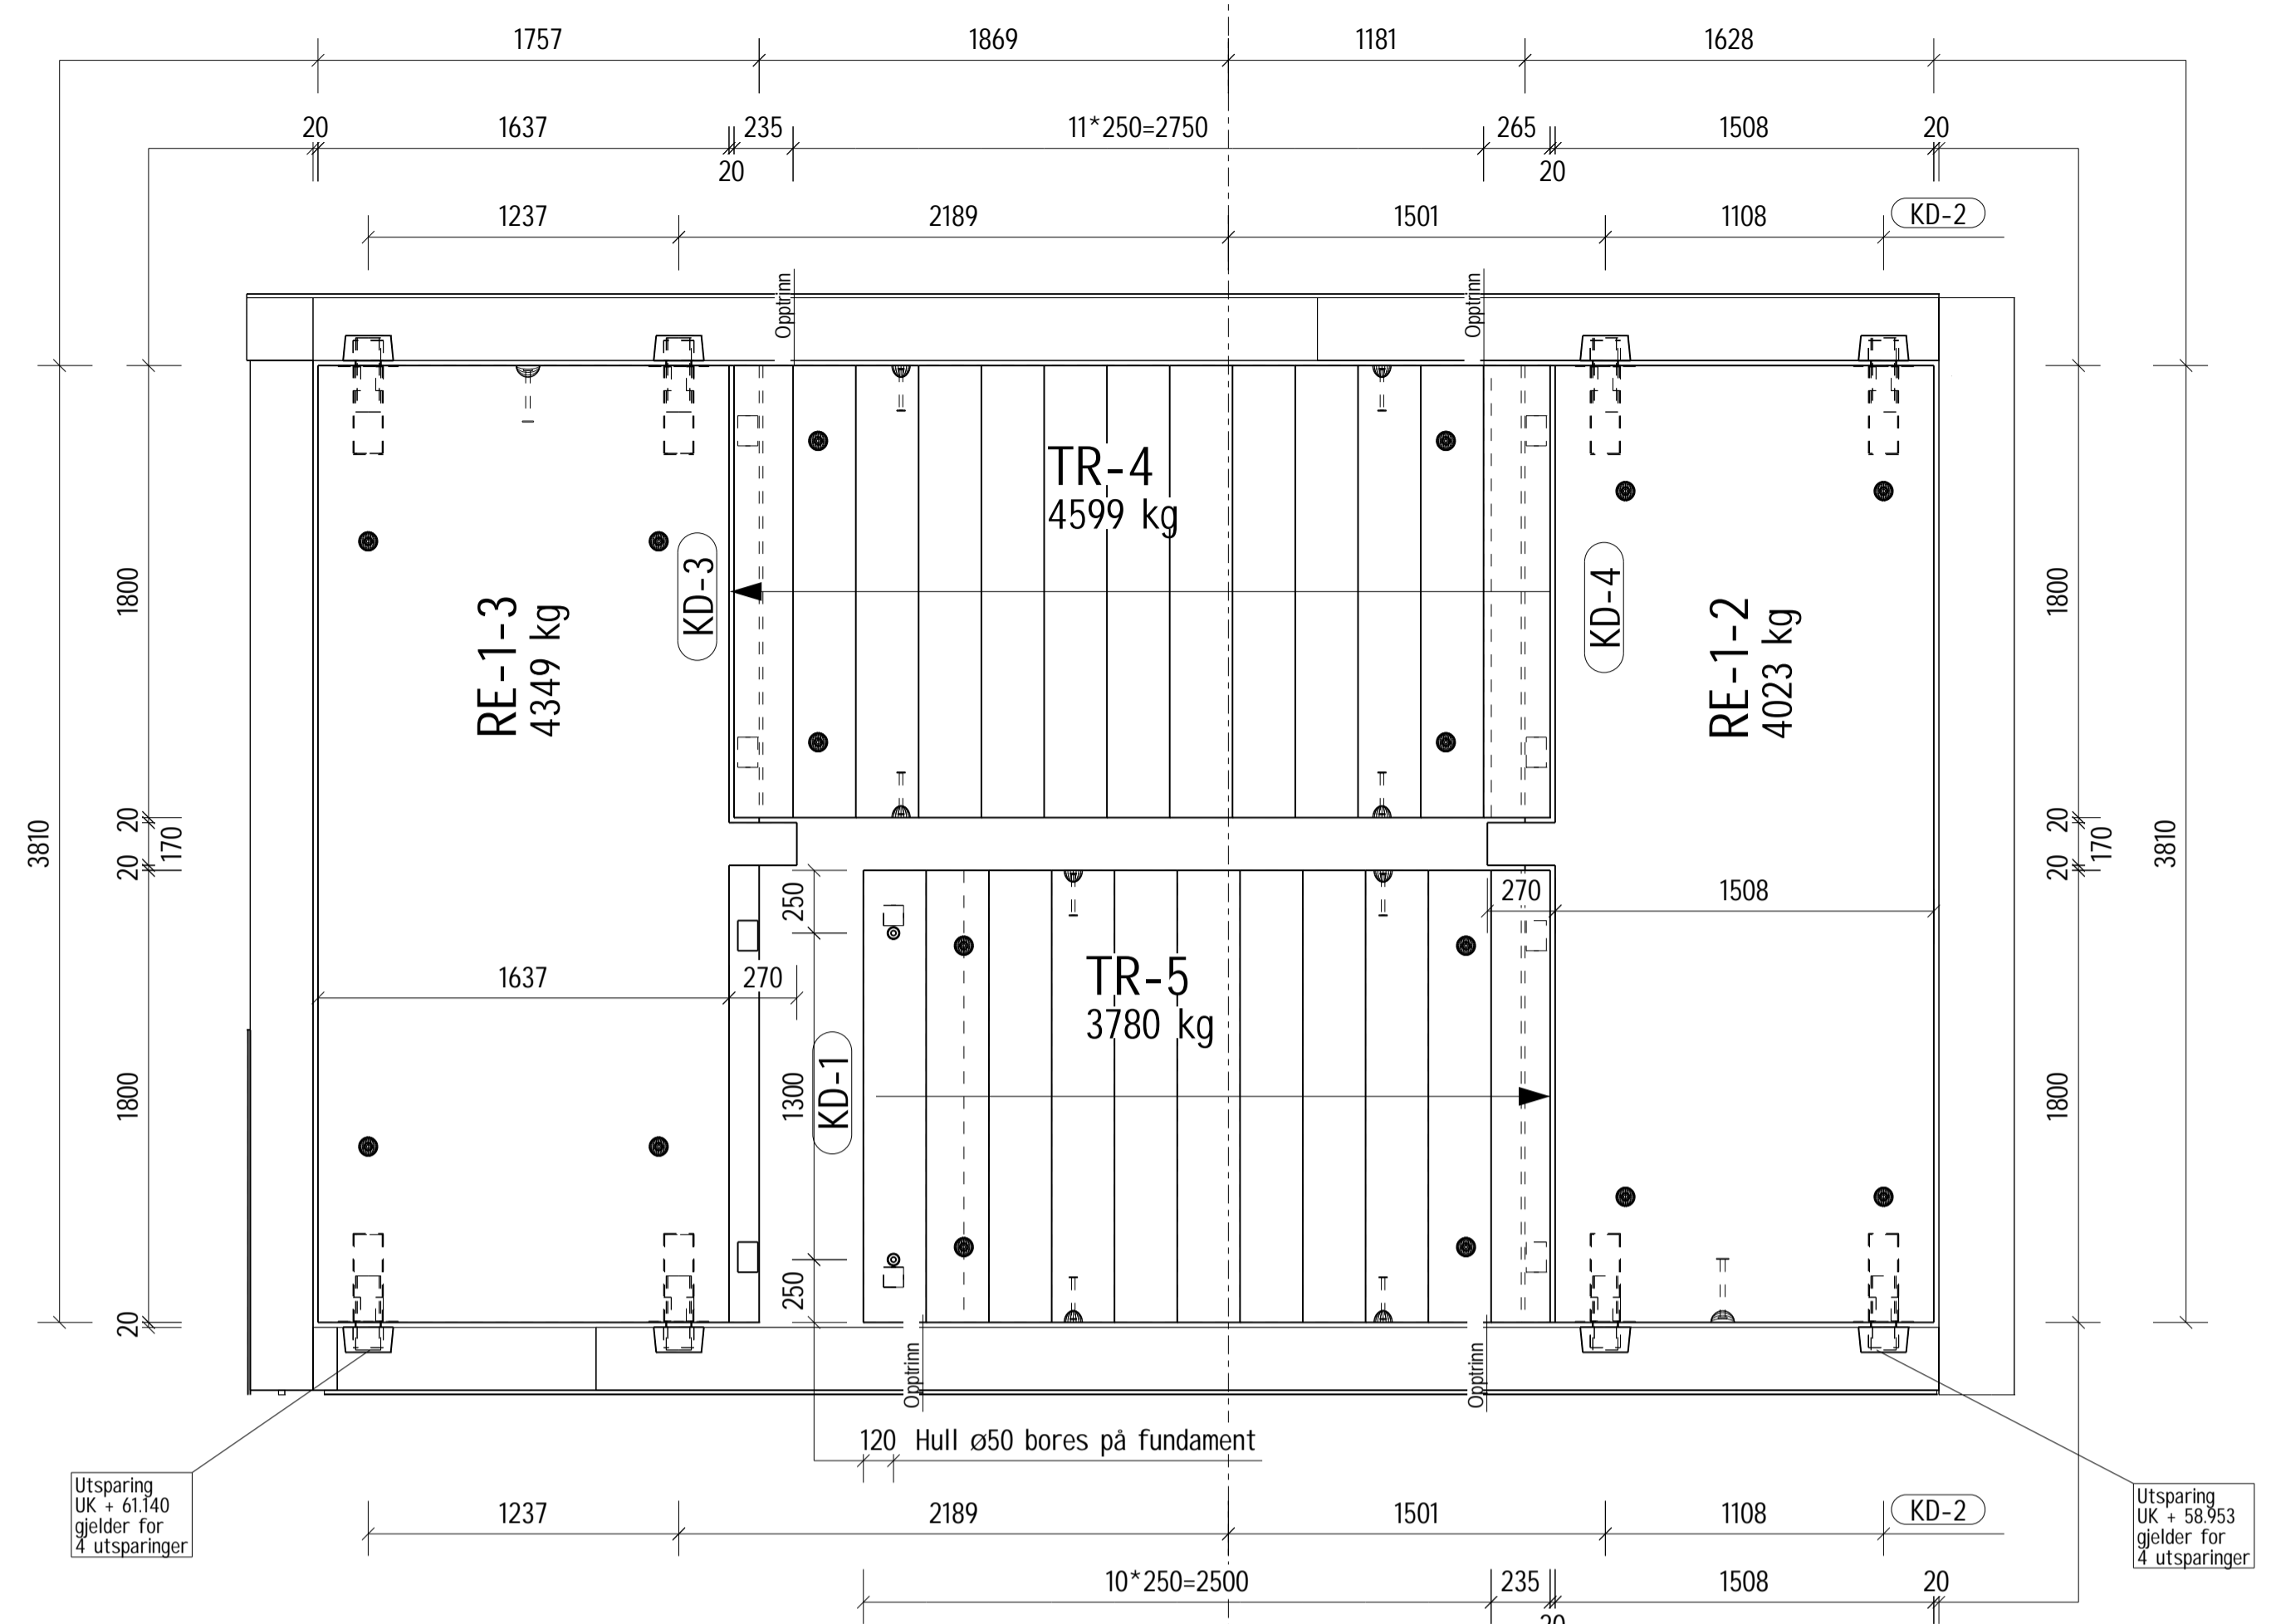 1757 1869 1181 1628
20 1637 235 11*250=2750 265 1508 20
20 20
1237 2189 1501 1108 KD-2
Opptrinn Opptrinn
TR-4
4599 kg
KD-3
KD-4
RE-1-3
4349 kg
RE-1-2
4023 kg
1800 1800
3810 20 170 20
20 170 20 3810
250
270 1508
1637 270
TR-5
3780 kg
1800 1300 KD-1 1800
250
20
Opptrinn Opptrinn
120 Hull ø50 bores på fundament
Utsparing
UK + 61.140
gjelder for
4 utsparinger
Utsparing
UK + 58.953
gjelder for
4 utsparinger
1237 2189 1501 1108 KD-2
10*250=2500 235 1508 20
20